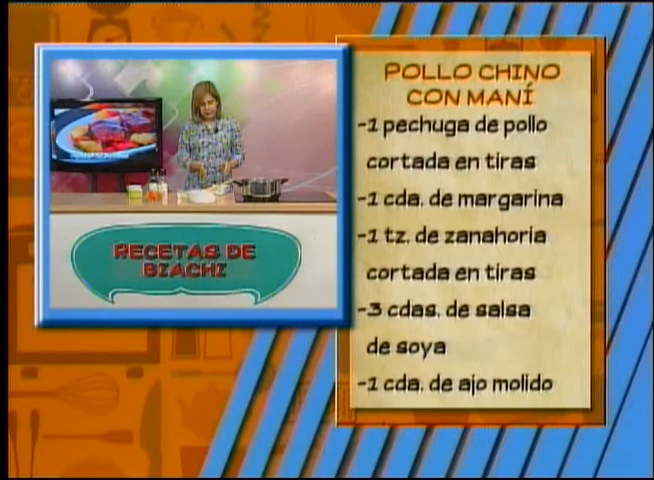 POLLO CHINO
CON MANÍ
-1 pechuga de pollo
cortada en tiras
-1 cda. de margarina
-1 tz. de zanahoria
cortada en tiras
-3 cdas. de salsa
de soya
-1 cda. de ajo molido
RECETAS DE
BIACHI